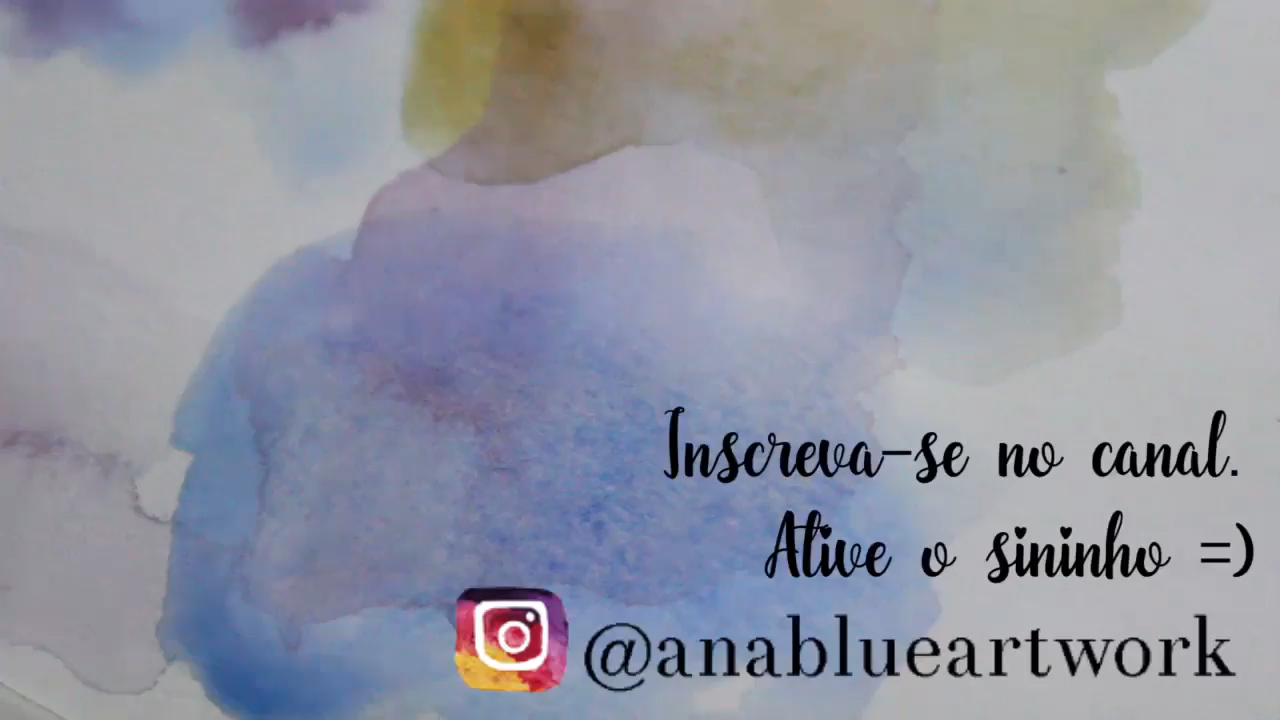 Inscreva-se no canal.
Ative o sininho =)
@anablueartwork